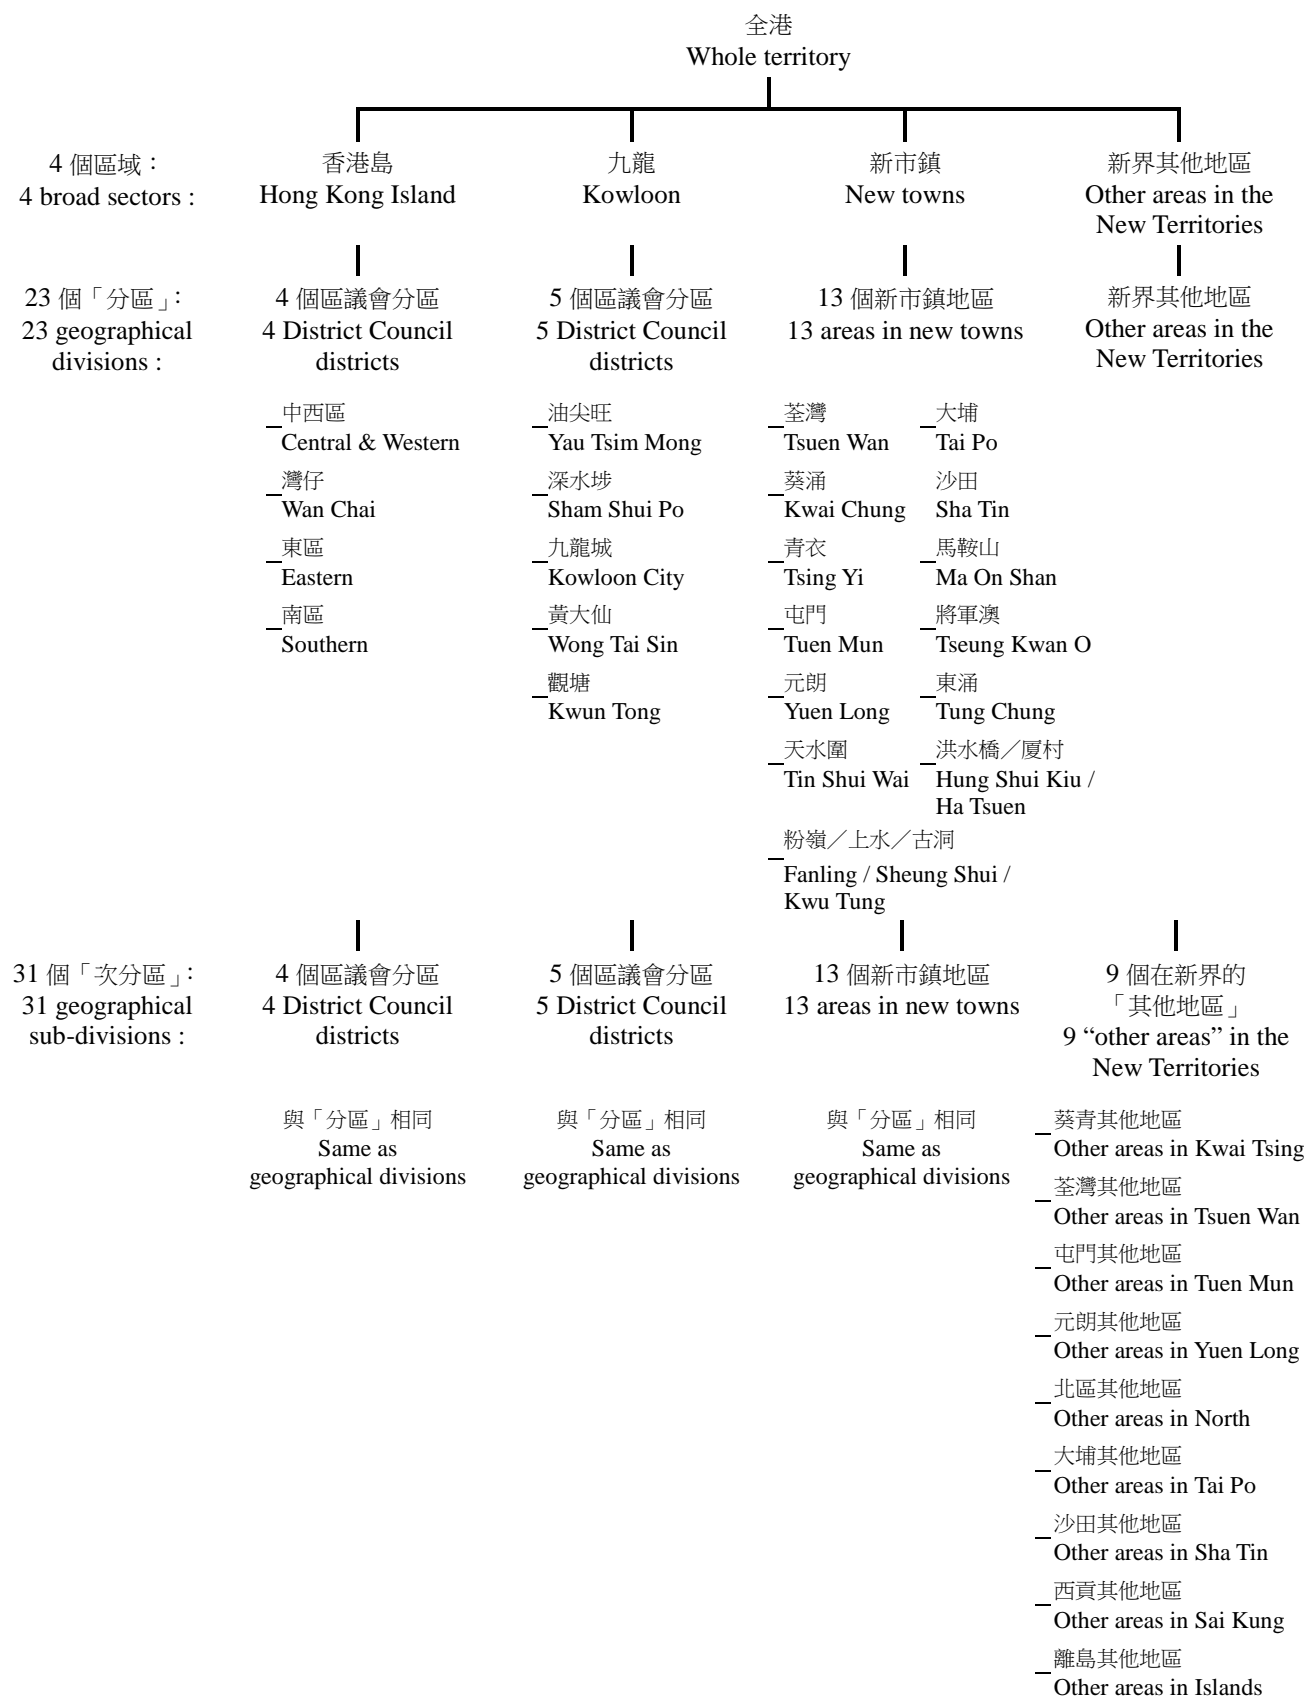 全港
Whole territory
4 個區域：
4 broad sectors :
香港島
Hong Kong Island
九龍
Kowloon
新市鎮
New towns
新界其他地區
Other areas in the
New Territories
23 個「分區」：
23 geographical
divisions :
4 個區議會分區
4 District Council
districts
5 個區議會分區
5 District Council
districts
13 個新市鎮地區
13 areas in new towns
新界其他地區
Other areas in the
New Territories
中西區
Central & Western
灣仔
Wan Chai
東區
Eastern
南區
Southern
油尖旺
Yau Tsim Mong
深水埗
Sham Shui Po
九龍城
Kowloon City
黃大仙
Wong Tai Sin
觀塘
Kwun Tong
荃灣
Tsuen Wan
葵涌
Kwai Chung
青衣
Tsing Yi
屯門
Tuen Mun
元朗
Yuen Long
天水圍
Tin Shui Wai
粉嶺／上水／古洞
Fanling / Sheung Shui /
Kwu Tung
大埔
Tai Po
沙田
Sha Tin
馬鞍山
Ma On Shan
將軍澳
Tseung Kwan O
東涌
Tung Chung
洪水橋／厦村
Hung Shui Kiu /
Ha Tsuen
31 個「次分區」：
31 geographical
sub-divisions :
4 個區議會分區
4 District Council
districts
5 個區議會分區
5 District Council
districts
13 個新市鎮地區
13 areas in new towns
9 個在新界的
「其他地區」
9 “other areas” in the
New Territories
與「分區」相同
Same as
geographical divisions
與「分區」相同
Same as
geographical divisions
與「分區」相同
Same as
geographical divisions
葵青其他地區
Other areas in Kwai Tsing
荃灣其他地區
Other areas in Tsuen Wan
屯門其他地區
Other areas in Tuen Mun
元朗其他地區
Other areas in Yuen Long
北區其他地區
Other areas in North
大埔其他地區
Other areas in Tai Po
沙田其他地區
Other areas in Sha Tin
西貢其他地區
Other areas in Sai Kung
離島其他地區
Other areas in Islands